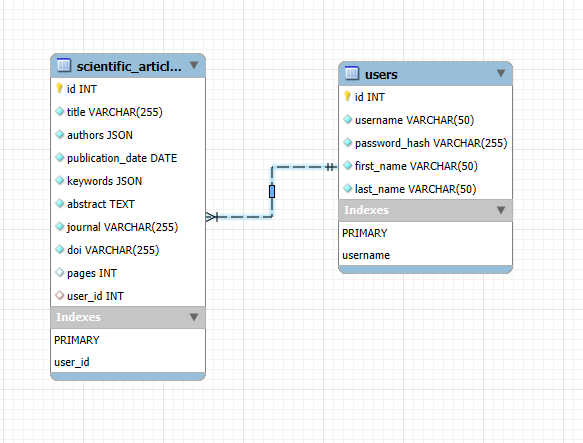 scientific_articl...
id INT
title VARCHAR(255)
authors JSON
publication_date DATE
keywords JSON
abstract TEXT
journal VARCHAR(255)
doi VARCHAR(255)
pages INT
user_id INT
Indexes
PRIMARY
user_id
users
id INT
username VARCHAR(50)
password_hash VARCHAR(255)
first_name VARCHAR(50)
last_name VARCHAR(50)
Indexes
PRIMARY
username